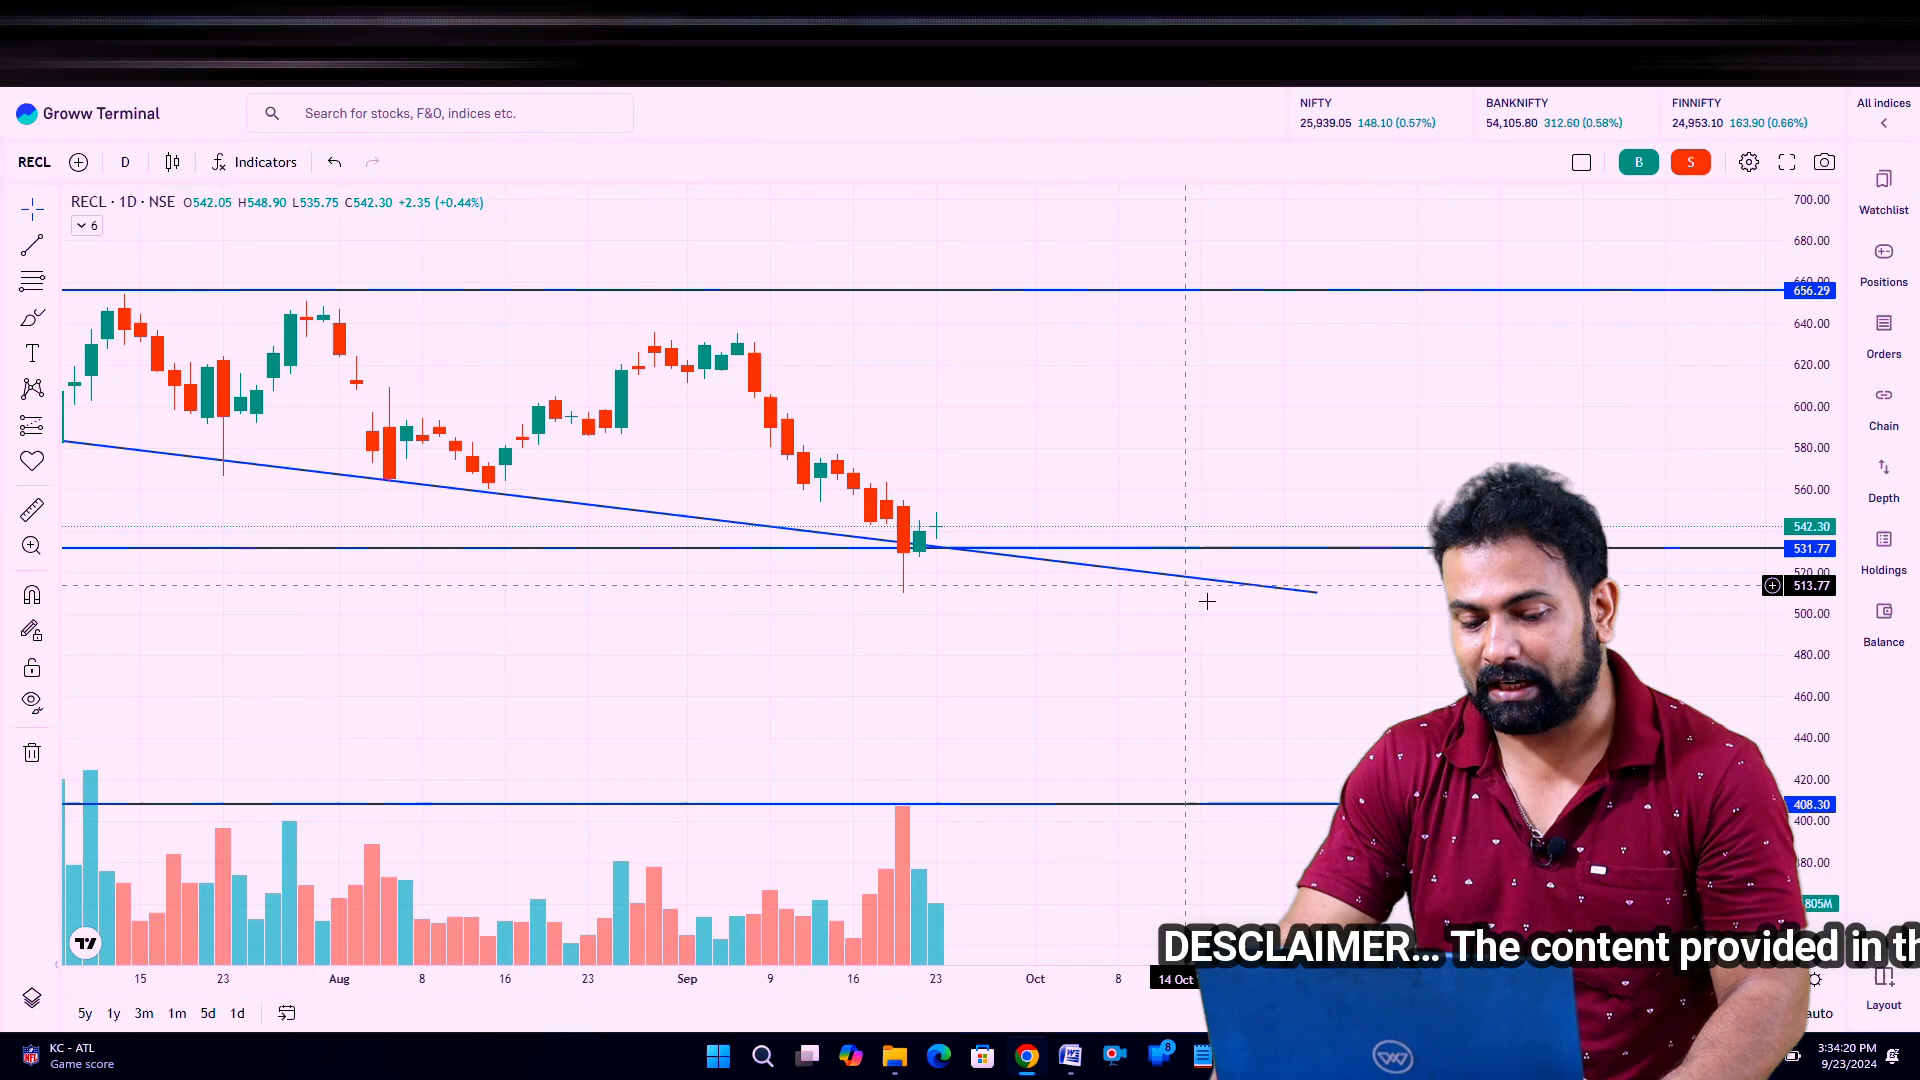 Groww Terminal
Search for stocks, F&O, indices etc.
NIFTY
25,939.05 148.10 (0.57%)
BANKNIFTY
54,105.80 312.60 (0.58%)
FINNIFTY
24,953.10 163.90 (0.66%)
All indices
RECL
D
Indicators
B
S
RECL · 1D · NSE O542.05 H548.90 L535.75 C542.30 +2.35 (+0.44%)
6
700.00
680.00
660.00
656.29
640.00
620.00
600.00
580.00
560.00
542.30
531.77
520.00
513.77
500.00
480.00
460.00
440.00
420.00
408.30
400.00
380.00
805M
Watchlist
Positions
Orders
Chain
Depth
Holdings
Balance
Layout
DESCLAIMER... The content provided in th
15 23 Aug 8 16 23 Sep 9 16 23 Oct 8 14 Oct
5y 1y 3m 1m 5d 1d
auto
KC - ATL
Game score
8
3:34:20 PM
9/23/2024